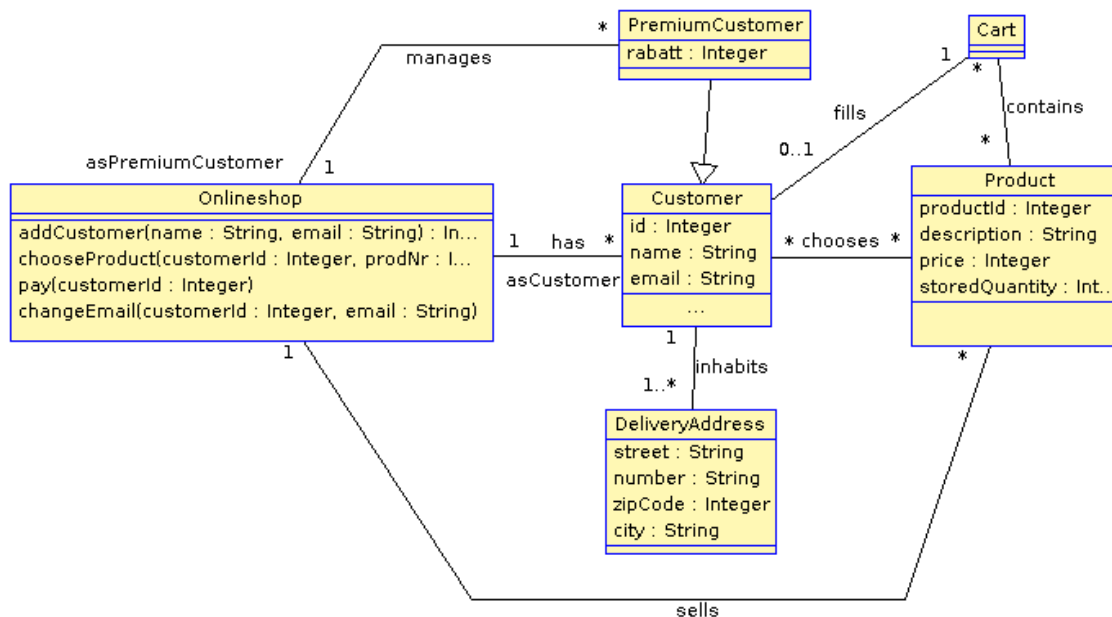 PremiumCustomer
rabatt : Integer
Cart
*
manages
1
*
fills
contains
0..1
*
asPremiumCustomer
1
Onlineshop
addCustomer(name : String, email : String) : In...
chooseProduct(customerId : Integer, prodNr : I...
pay(customerId : Integer)
changeEmail(customerId : Integer, email : String)
1
has
*
asCustomer
Customer
id : Integer
name : String
email : String
...
* chooses *
Product
productId : Integer
description : String
price : Integer
storedQuantity : Int...
1
1
inhabits
1..*
*
DeliveryAddress
street : String
number : String
zipCode : Integer
city : String
sells